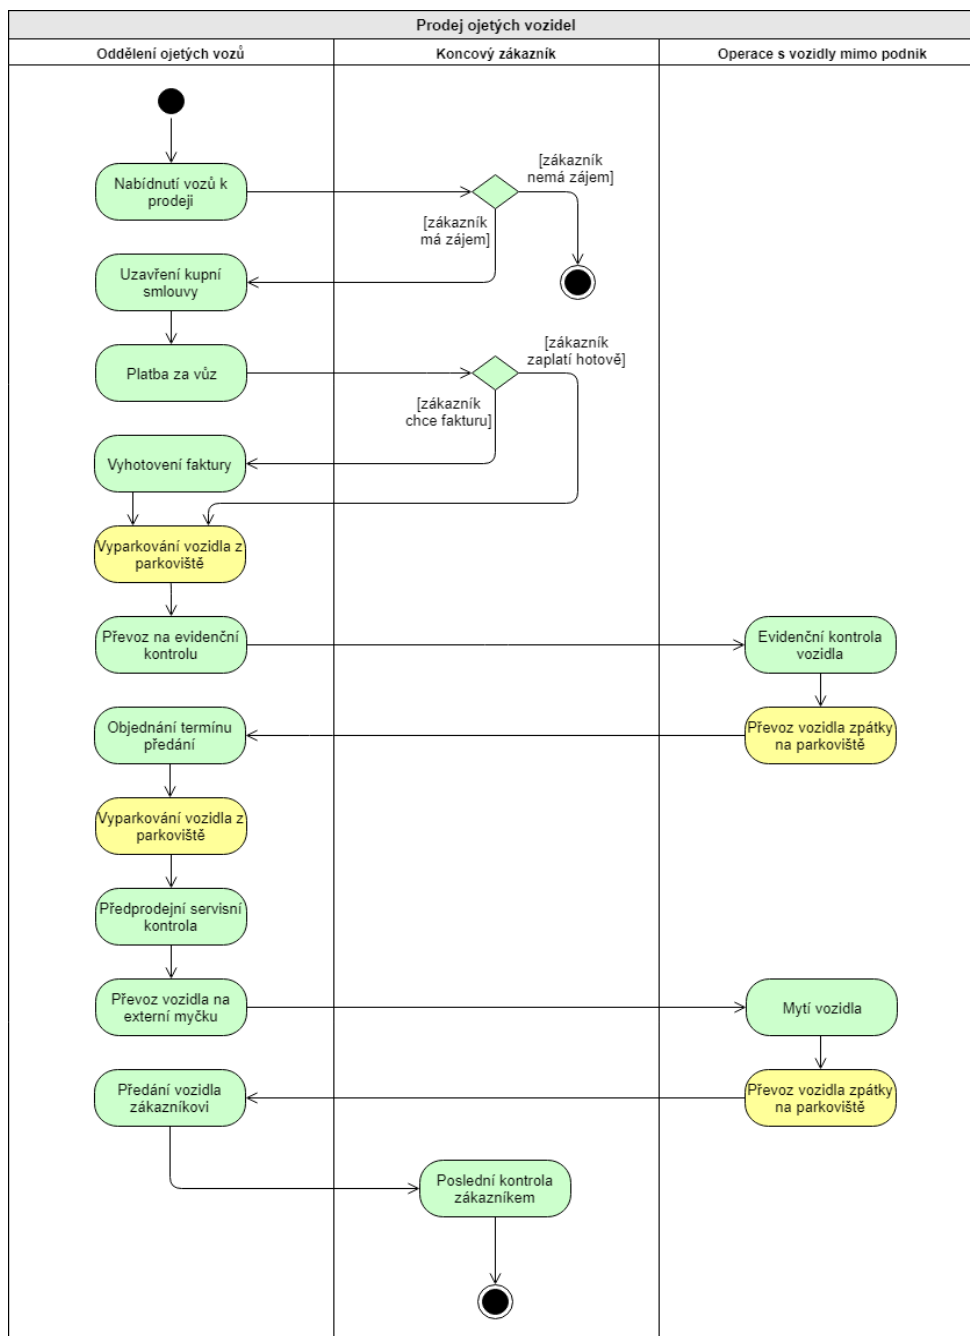 Prodej ojetých vozidel
Oddělení ojetých vozů
Koncový zákazník
Operace s vozidly mimo podnik
[zákazník
nemá zájem]
Nabídnutí vozů k
prodeji
[zákazník
má zájem]
Uzavření kupní
smlouvy
[zákazník
zaplatí hotově]
Platba za vůz
[zákazník
chce fakturu]
Vyhotovení faktury
Vyparkování vozidla z
parkoviště
Převoz na evidenční
kontrolu
Evidenční kontrola
vozidla
Objednání termínu
předání
Převoz vozidla zpátky
na parkoviště
Vyparkování vozidla z
parkoviště
Předprodejní servisní
kontrola
Převoz vozidla na
externí myčku
Mytí vozidla
Předání vozidla
zákazníkovi
Převoz vozidla zpátky
na parkoviště
Poslední kontrola
zákazníkem